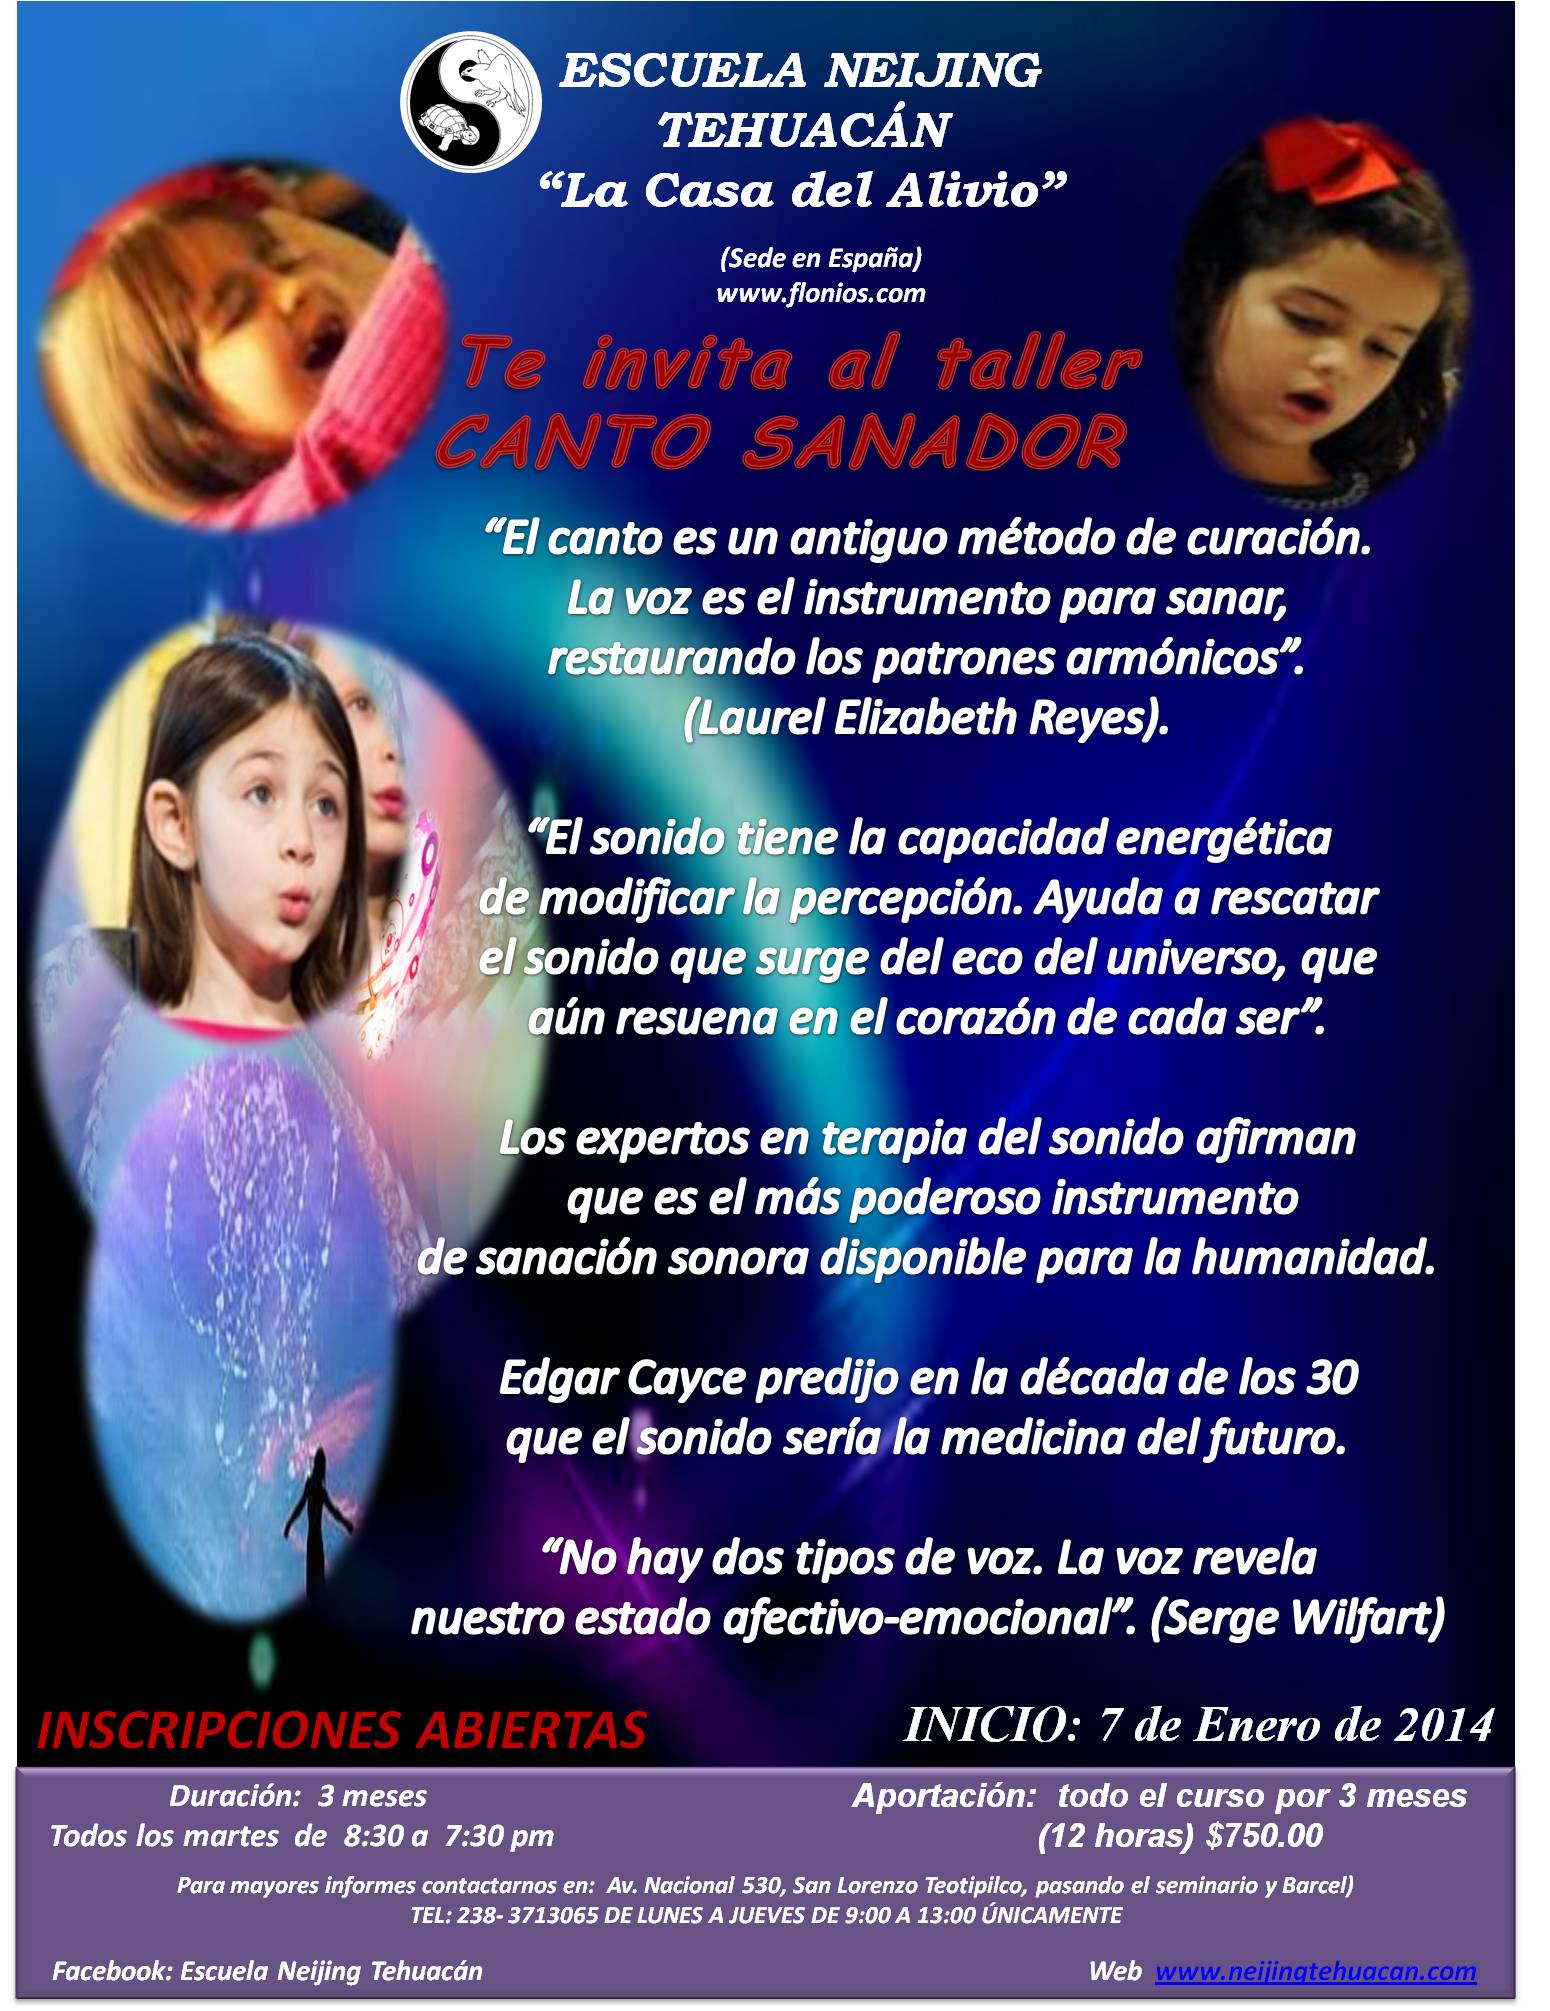 ESCUELA NEIJING
TEHUACÁN
“La Casa del Alivio”
(Sede en España)
www.flonios.com
Te invita al taller
CANTO SANADOR
“El canto es un antiguo método de curación.
La voz es el instrumento para sanar,
restaurando los patrones armónicos”.
(Laurel Elizabeth Reyes).
“El sonido tiene la capacidad energética
de modificar la percepción. Ayuda a rescatar
el sonido que surge del eco del universo, que
aún resuena en el corazón de cada ser”.
Los expertos en terapia del sonido afirman
que es el más poderoso instrumento
de sanación sonora disponible para la humanidad.
Edgar Cayce predijo en la década de los 30
que el sonido sería la medicina del futuro.
“No hay dos tipos de voz. La voz revela
nuestro estado afectivo-emocional”. (Serge Wilfart)
INSCRIPCIONES ABIERTAS
INICIO: 7 de Enero de 2014
Duración: 3 meses
Todos los martes de 8:30 a 7:30 pm
Aportación: todo el curso por 3 meses
(12 horas) $750.00
Para mayores informes contactarnos en: Av. Nacional 530, San Lorenzo Teotipilco, pasando el seminario y Barcel)
TEL: 238- 3713065 DE LUNES A JUEVES DE 9:00 A 13:00 ÚNICAMENTE
Facebook: Escuela Neijing Tehuacán
Web www.neijingtehuacan.com